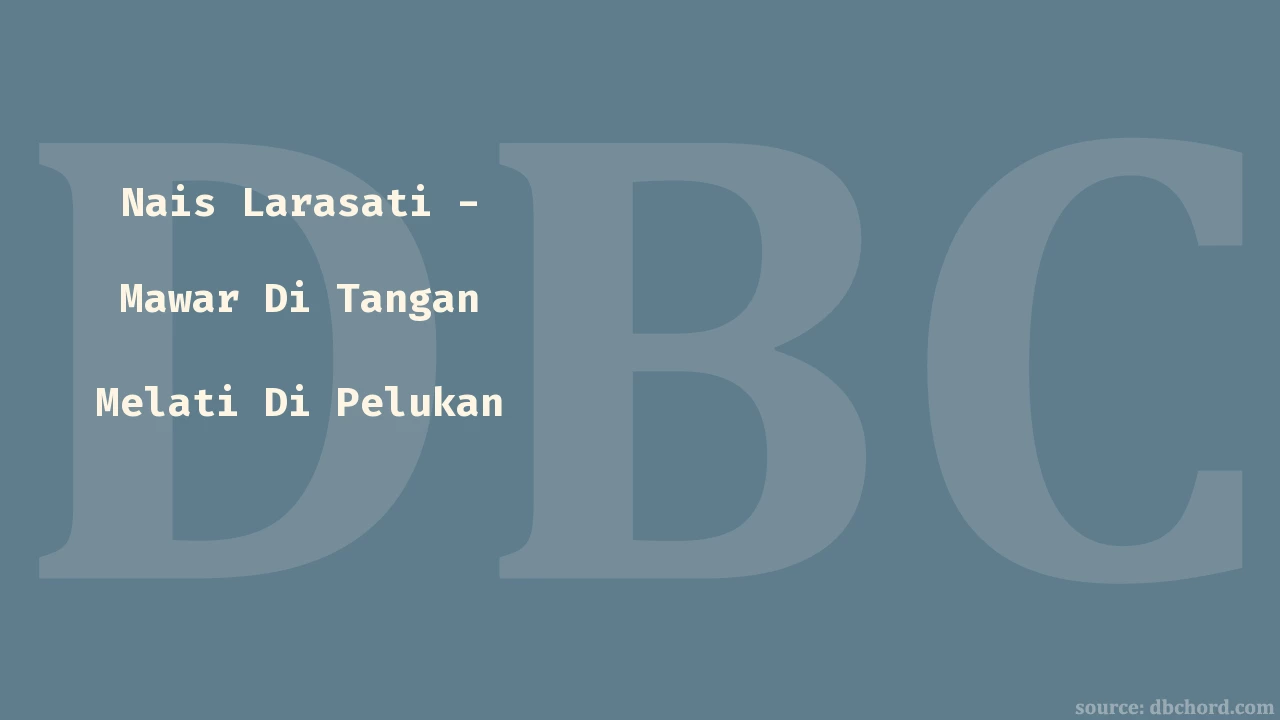 DBC
Nais Larasati –
Mawar Di Tangan
Melati Di Pelukan
source: dbchord.com